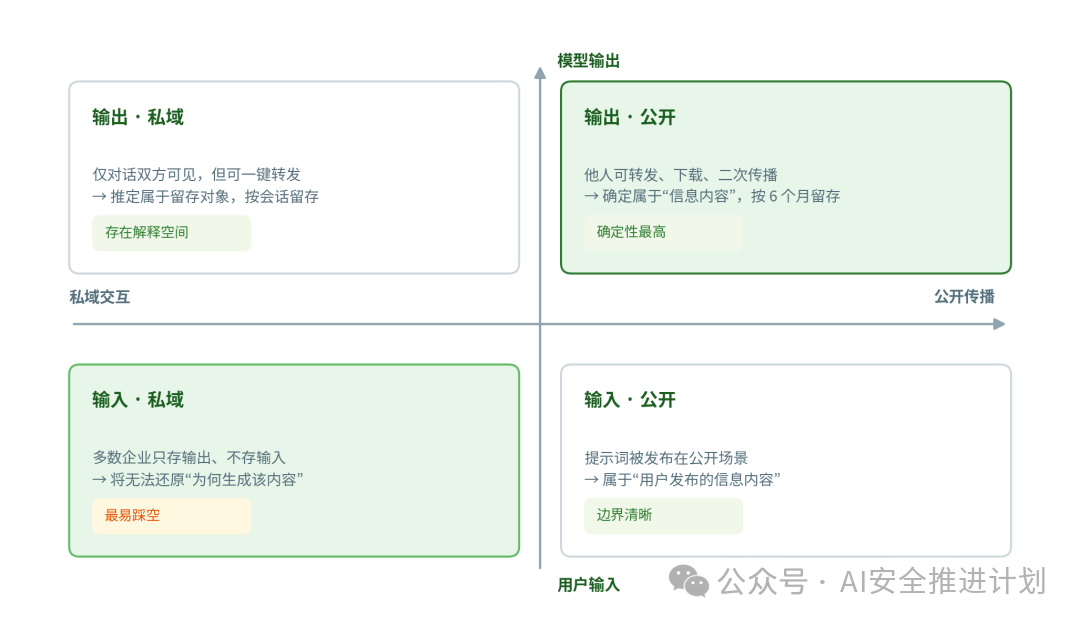 模型输出
输出 · 私域
仅对话双方可见，但可一键转发
→ 推定属于留存对象，按会话留存
存在解释空间
输出 · 公开
他人可转发、下载、二次传播
→ 确定属于“信息内容”，按 6 个月留存
确定性最高
私域交互
公开传播
输入 · 私域
多数企业只存输出、不存输入
→ 将无法还原“为何生成该内容”
最易踩空
输入 · 公开
提示词被发布在公开场景
→ 属于“用户发布的信息内容”
边界清晰
用户输入
公众号 · AI安全推进计划